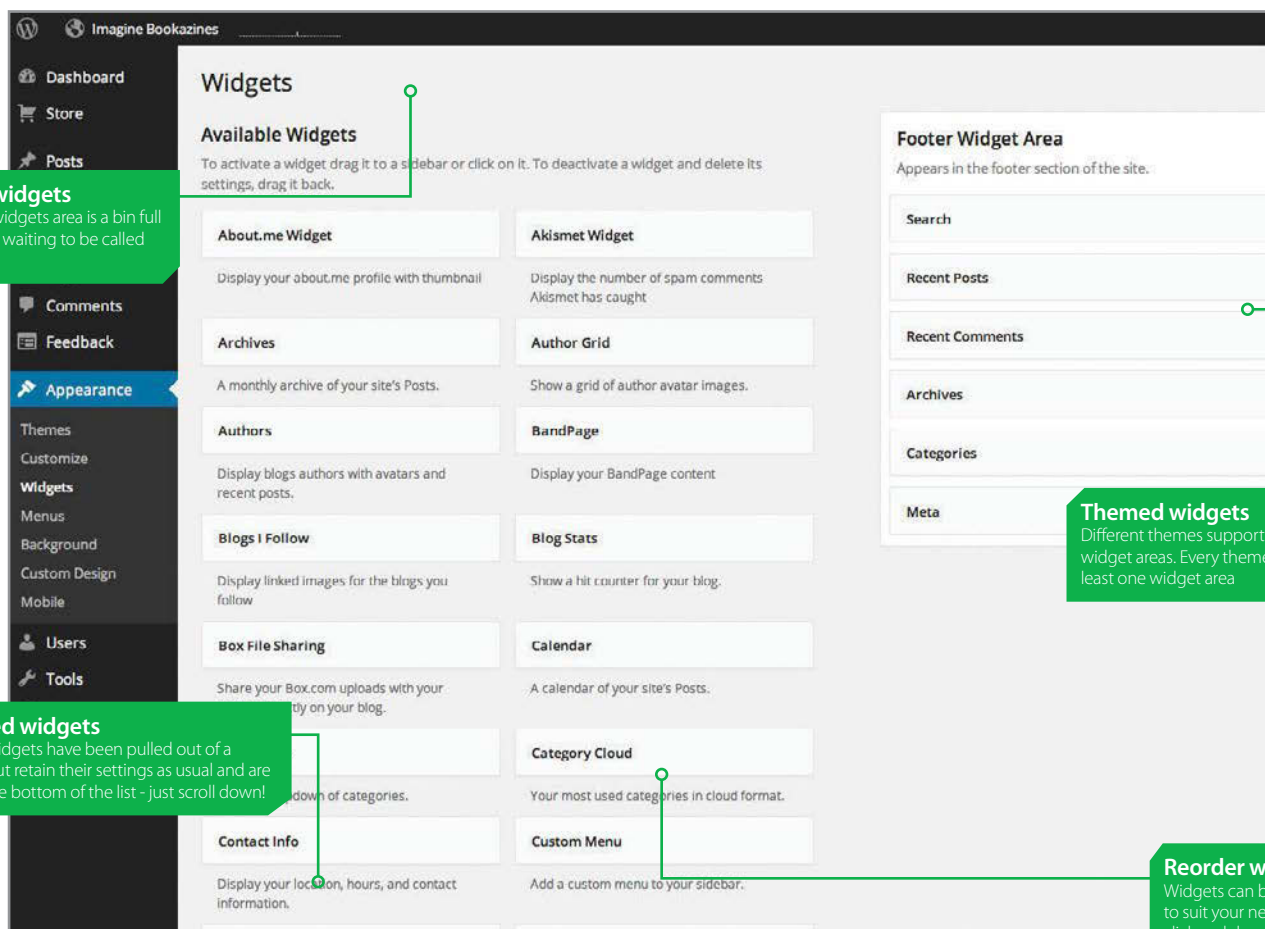 Imagine Bookazines
Dashboard
Store
Posts
widgets
widgets area is a bin full
waiting to be called
Comments
Feedback
Appearance
Themes
Customize
Widgets
Menus
Background
Custom Design
Mobile
Users
Tools
Widgets
Available Widgets
To activate a widget drag it to a sidebar or click on it. To deactivate a widget and delete its
settings, drag it back.
About.me Widget
Display your about.me profile with thumbnail
Akismet Widget
Display the number of spam comments
Akismet has caught
Archives
A monthly archive of your site's Posts.
Author Grid
Show a grid of author avatar images.
Authors
Display blogs authors with avatars and
recent posts.
BandPage
Display your BandPage content
Blogs I Follow
Display linked images for the blogs you
follow
Blog Stats
Show a hit counter for your blog.
Box File Sharing
Share your Box.com uploads with your
tly on your blog.
Calendar
A calendar of your site's Posts.
ed widgets
idgets have been pulled out of a
ut retain their settings as usual and are
e bottom of the list - just scroll down!
down of categories.
Category Cloud
Your most used categories in cloud format.
Contact Info
Display your location, hours, and contact
information.
Custom Menu
Add a custom menu to your sidebar.
Footer Widget Area
Appears in the footer section of the site.
Search
Recent Posts
Recent Comments
Archives
Categories
Meta
Themed widgets
Different themes support
widget areas. Every theme
least one widget area
Reorder w
Widgets can b
to suit your ne